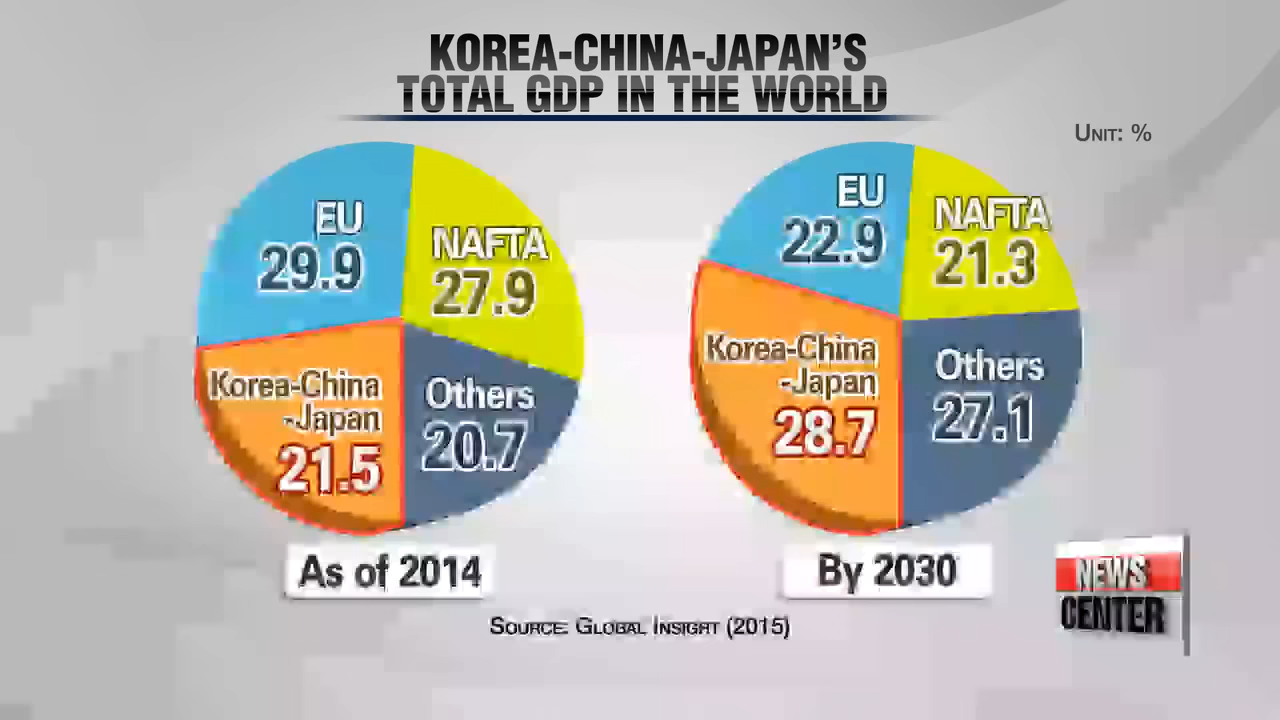 KOREA-CHINA-JAPAN'S
TOTAL GDP IN THE WORLD
UNIT: %
EU
29.9
NAFTA
27.9
Korea-China
-Japan
21.5
Others
20.7
As of 2014
EU
22.9
NAFTA
21.3
Korea-China
-Japan
28.7
Others
27.1
By 2030
SOURCE: GLOBAL INSIGHT (2015)
NEWS
CENTER